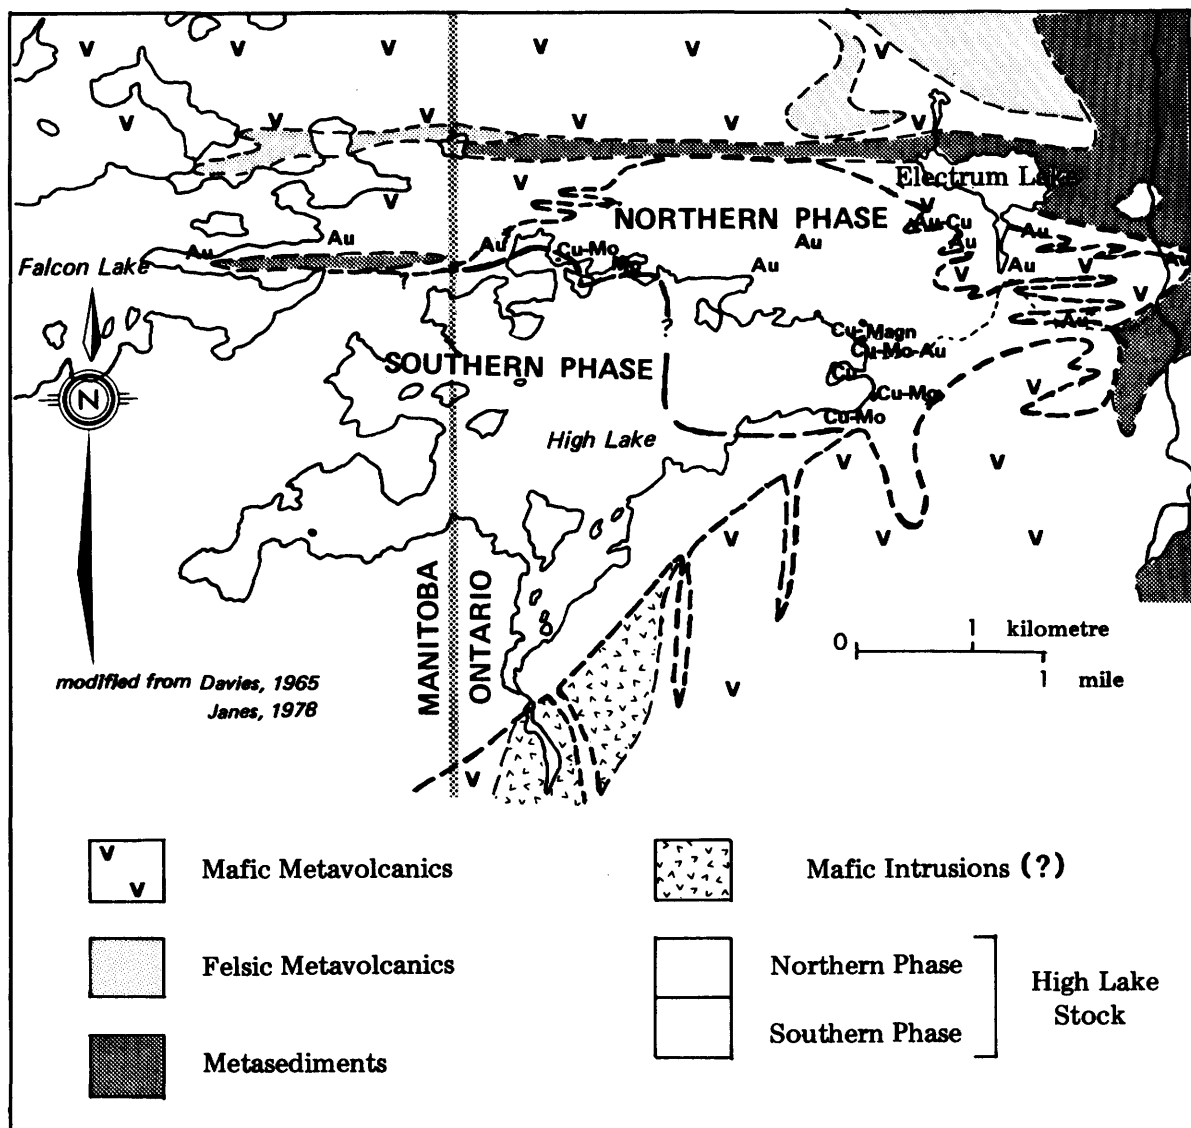 V V V V V V
V V V V V V
Electrum Lake
V V V
NORTHERN PHASE
Au-Cu
Au Au Au Au Au Au
Cu-Mo
Mo Au Au V V Au
Falcon Lake
V
Au
?
Cu-Magn
Cu-Mo-Au
SOUTHERN PHASE
Cu
V
Cu-Mo
N
Cu-Mo
High Lake
V V
V V V
MANITOBA
ONTARIO
0 1 kilometre
1 mile
modified from Davies, 1965
Janes, 1978
V
V
V
V
Mafic Metavolcanics
Mafic Intrusions (?)
Felsic Metavolcanics
Northern Phase
High Lake
Stock
Southern Phase
Metasediments